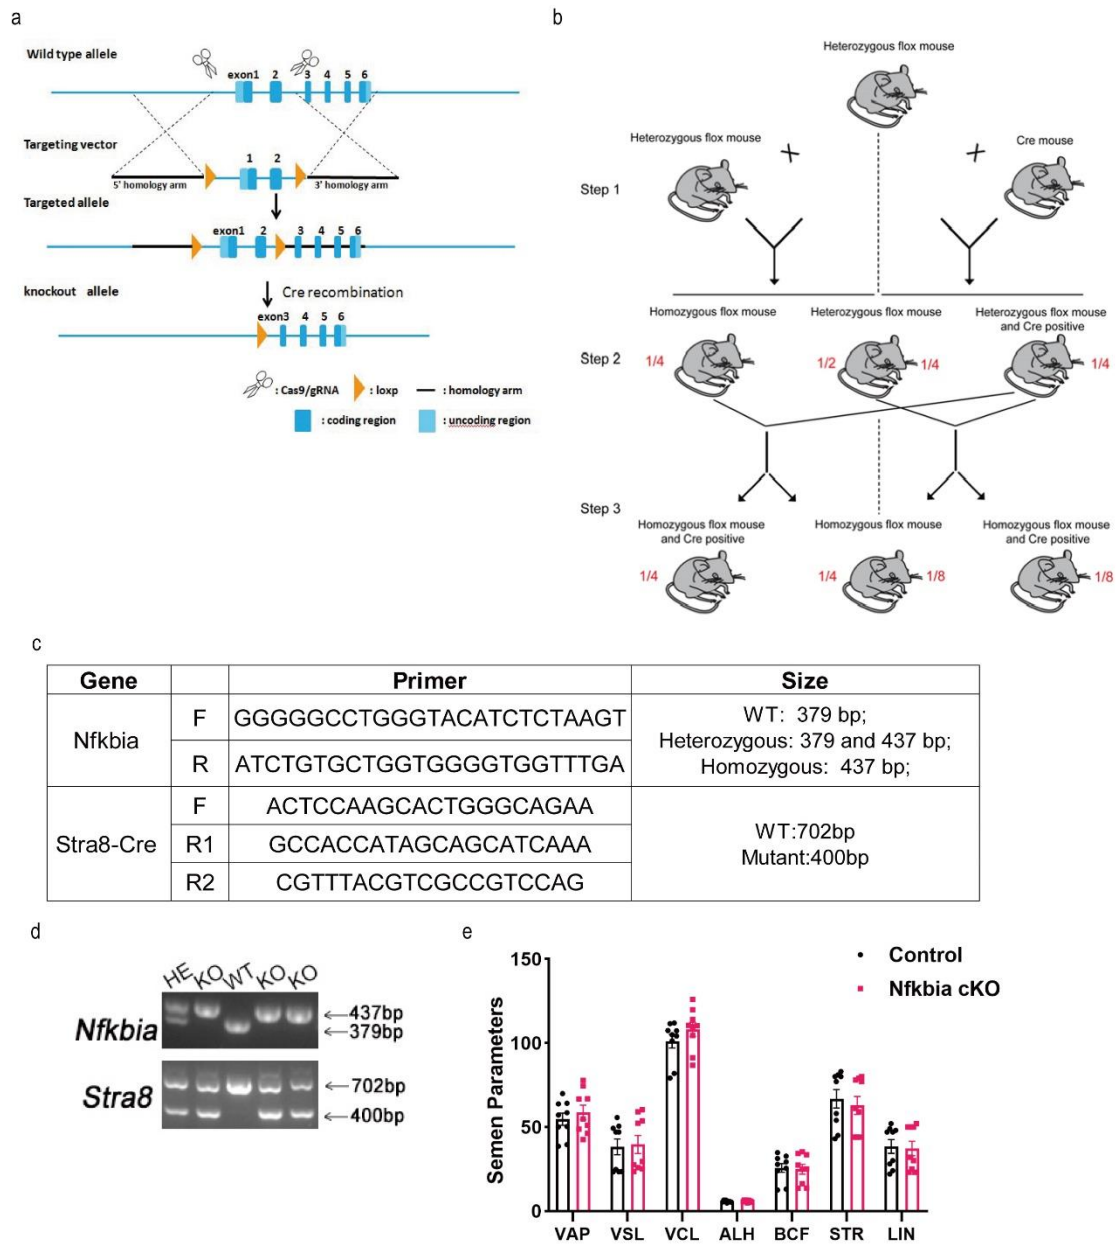 a
Wild type allele
exon1 2 3 4 5 6
Targeting vector
1 2
5' homology arm 3' homology arm
Targeted allele
exon1 2 3 4 5 6
knockout allele
Cre recombination
exon3 4 5 6
: Cas9/gRNA : loxp : homology arm
: coding region : uncoding region
b
Heterozygous flox mouse
Heterozygous flox mouse Cre mouse
Step 1
Homozygous flox mouse Heterozygous flox mouse Heterozygous flox mouse
and Cre positive
Step 2
1/4 1/2 1/4 1/4
Step 3
Homozygous flox mouse Homozygous flox mouse Homozygous flox mouse
and Cre positive and Cre positive
1/4 1/4 1/8 1/8
c
Gene Primer Size
Nfkbia
F GGGGGCCTGGGTACATCTCTAAGT
R ATCTGTGCTGGTGGGGTGGTTTGA
WT: 379 bp;
Heterozygous: 379 and 437 bp;
Homozygous: 437 bp;
Stra8-Cre
F ACTCCAAGCACTGGGCAGAA
R1 GCCACCATAGCAGCATCAAA
R2 CGTTTACGTCGCCGTCCAG
WT:702bp
Mutant:400bp
d
HE KO WT KO KO
Nfkbia
437bp
379bp
Stra8
702bp
400bp
e
Control
Nfkbia cKO
Semen Parameters
150
100
50
0
VAP VSL VCL ALH BCF STR LIN